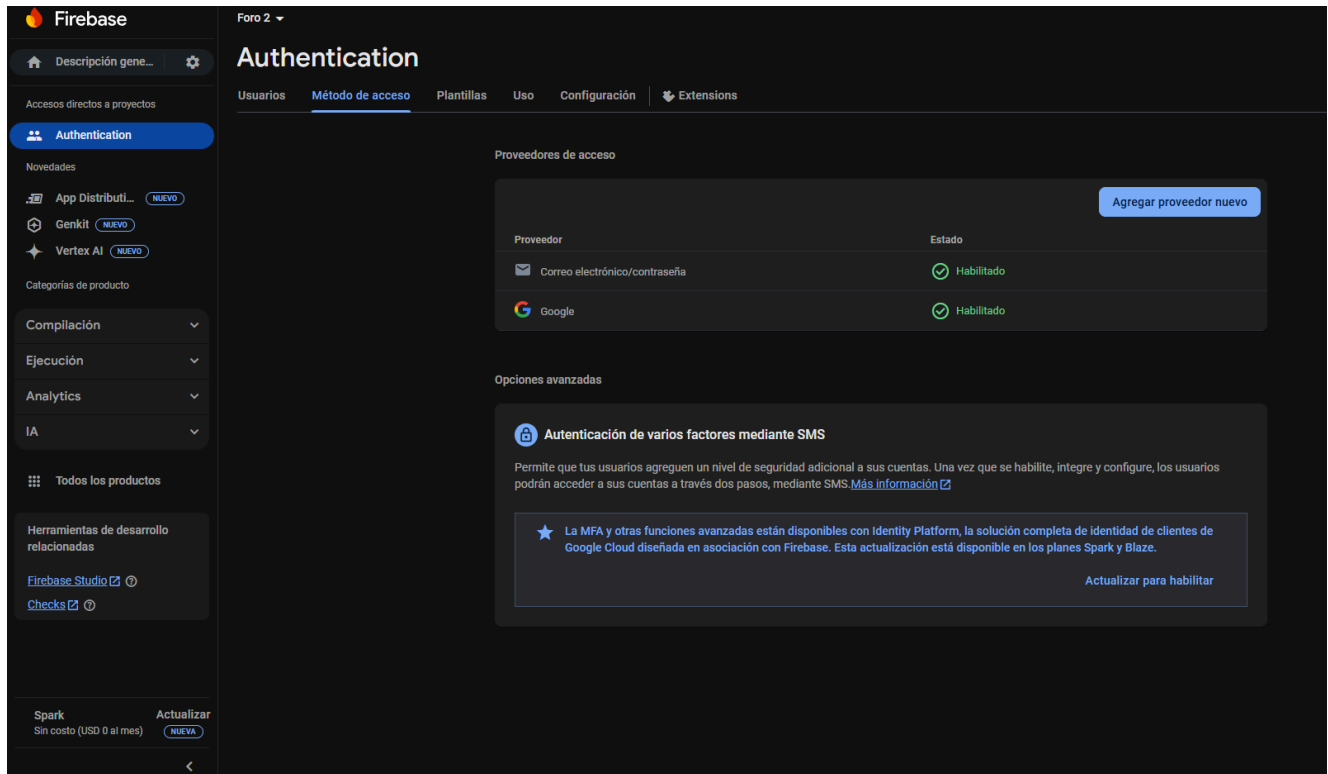 Firebase
Foro 2
Descripción gene...
Authentication
Usuarios
Método de acceso
Plantillas
Uso
Configuración
Extensions
Accesos directos a proyectos
Authentication
Novedades
App Distributi... NUEVO
Genkit NUEVO
Vertex AI NUEVO
Categorías de producto
Compilación
Ejecución
Analytics
IA
Todos los productos
Herramientas de desarrollo
relacionadas
Firebase Studio
Checks
Spark
Sin costo (USD 0 al mes)
Actualizar
NUEVA
Proveedores de acceso
Agregar proveedor nuevo
Proveedor Estado
Correo electrónico/contraseña Habilitado
Google Habilitado
Opciones avanzadas
Autenticación de varios factores mediante SMS
Permite que tus usuarios agreguen un nivel de seguridad adicional a sus cuentas. Una vez que se habilite, integre y configure, los usuarios
podrán acceder a sus cuentas a través dos pasos, mediante SMS.Más información
La MFA y otras funciones avanzadas están disponibles con Identity Platform, la solución completa de identidad de clientes de
Google Cloud diseñada en asociación con Firebase. Esta actualización está disponible en los planes Spark y Blaze.
Actualizar para habilitar